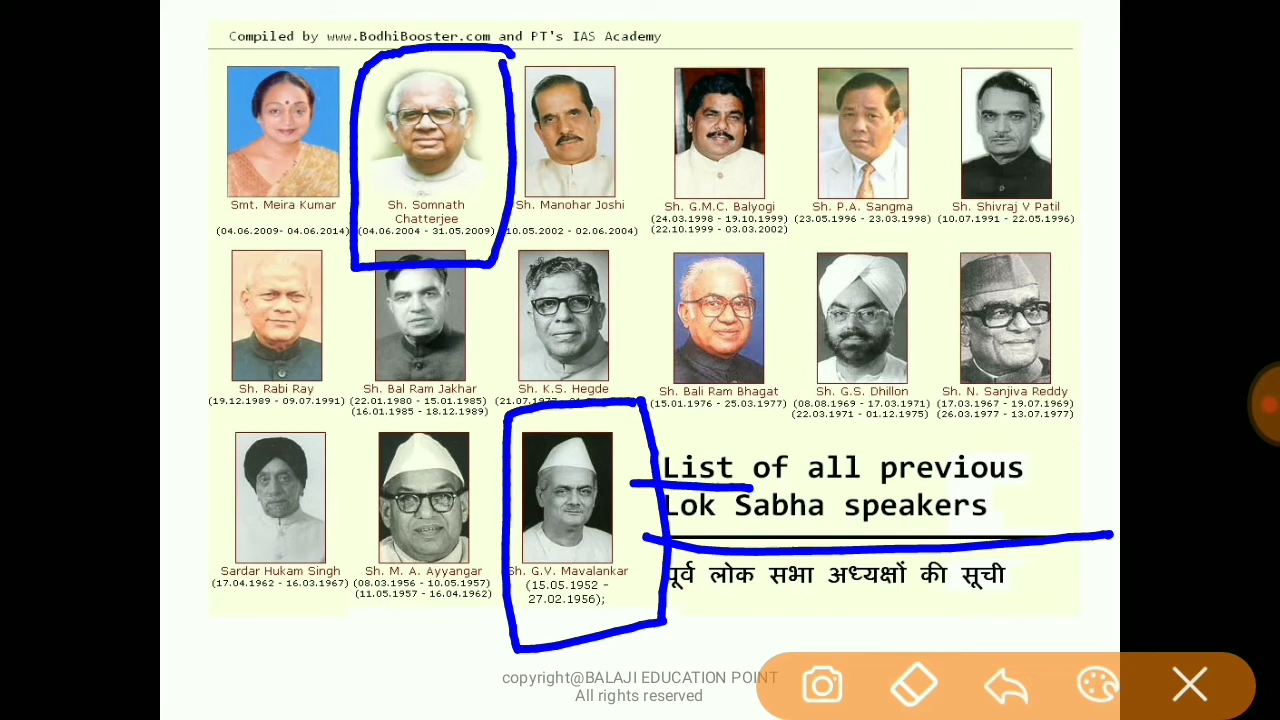 Compiled by www.BodhiBooster.com and PT's IAS Academy
Smt. Meira Kumar
(04.06.2009- 04.06.2014)
Sh. Somnath
Chatterjee
(04.06.2004 - 31.05.2009)
Sh. Manohar Joshi
10.05.2002 - 02.06.2004)
Sh. G.M.C. Balyogi
(24.03.1998 - 19.10.1999)
(22.10.1999 - 03.03.2002)
Sh. P.A. Sangma
(23.05.1996 - 23.03.1998)
Sh. Shivraj V Patil
(10.07.1991 - 22.05.1996)
Sh. Rabi Ray
(19.12.1989 - 09.07.1991)
Sh. Bal Ram Jakhar
(22.01.1980 - 15.01.1985)
(16.01.1985 - 18.12.1989)
Sh. K.S. Hegde
Sh. Bali Ram Bhagat
(15.01.1976 - 25.03.1977)
Sh. G.S. Dhillon
(08.08.1969 - 17.03.1971)
(22.03.1971 - 01.12.1975)
Sh. N. Sanjiva Reddy
(17.03.1967 - 19.07.1969)
(26.03.1977 - 13.07.1977)
Sardar Hukam Singh
(17.04.1962 - 16.03.1967)
Sh. M. A. Ayyangar
(08.03.1956 - 10.05.1957)
(11.05.1957 - 16.04.1962)
Sh. G.V. Mavalankar
(15.05.1952 -
27.02.1956);
List of all previous
Lok Sabha speakers
पूर्व लोक सभा अध्यक्षों की सूची
copyright@BALAJI EDUCATION POINT
All rights reserved